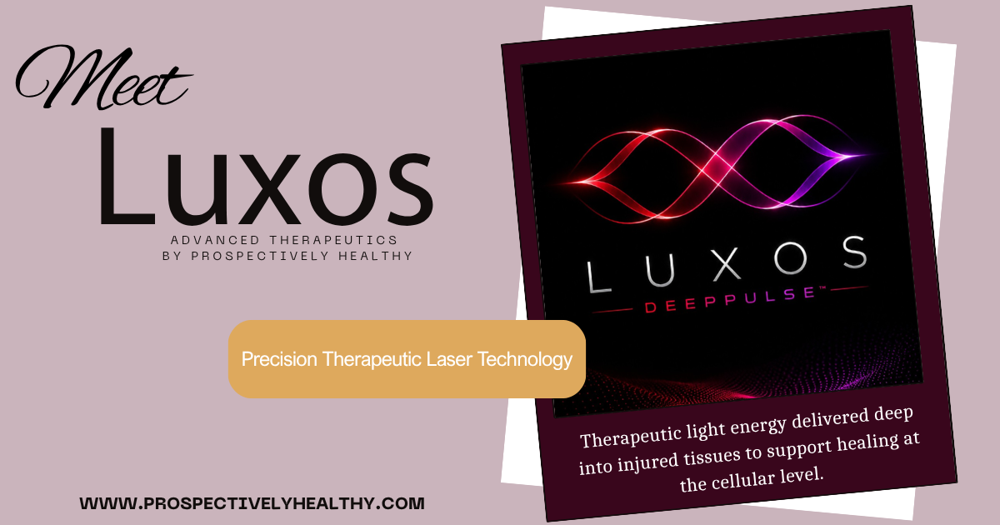 Meet
Luxos
ADVANCED THERAPEUTICS
BY PROSPECTIVELY HEALTHY
LUXOS
DEEPPULSE™
Precision Therapeutic Laser Technology
Therapeutic light energy delivered deep
into injured tissues to support healing at
the cellular level.
WWW.PROSPECTIVELYHEALTHY.COM